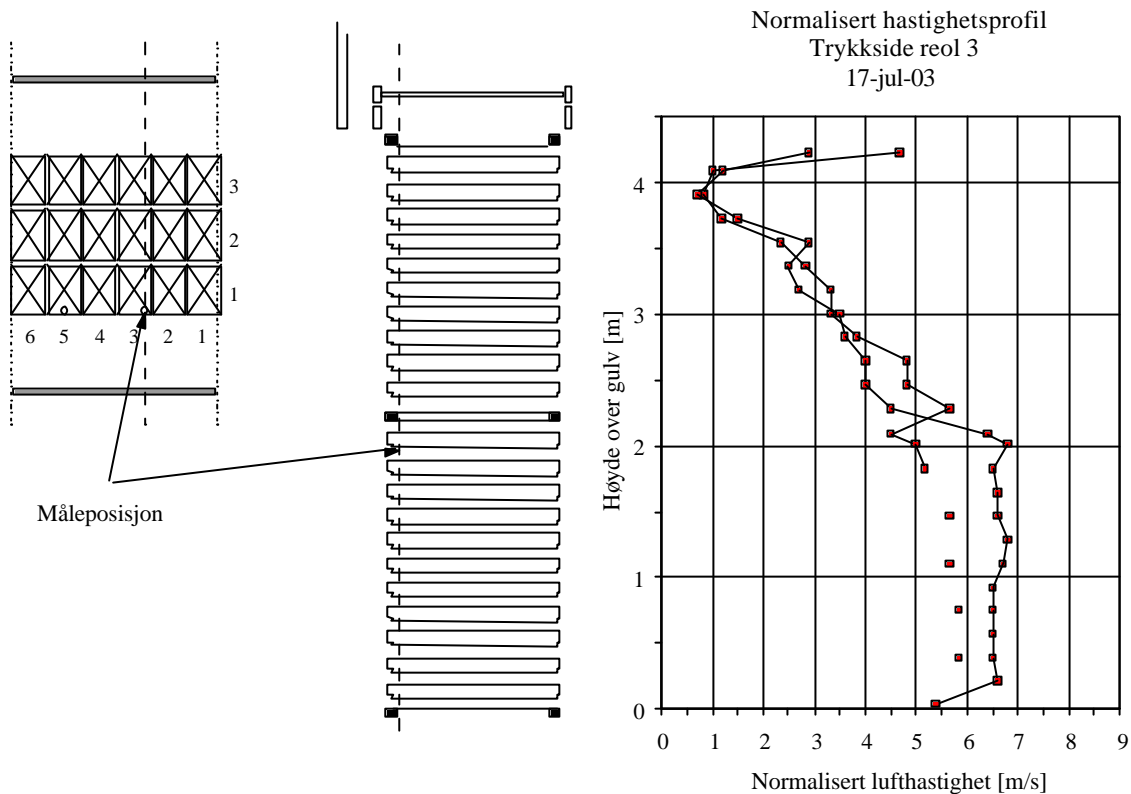 3
2
1
6 5 4 3 2 1
Måleposisjon
Normalisert hastighetsprofil
Trykkside reol 3
17-jul-03
Høyde over gulv [m]
4
3
2
1
0
0 1 2 3 4 5 6 7 8 9
Normalisert lufthastighet [m/s]